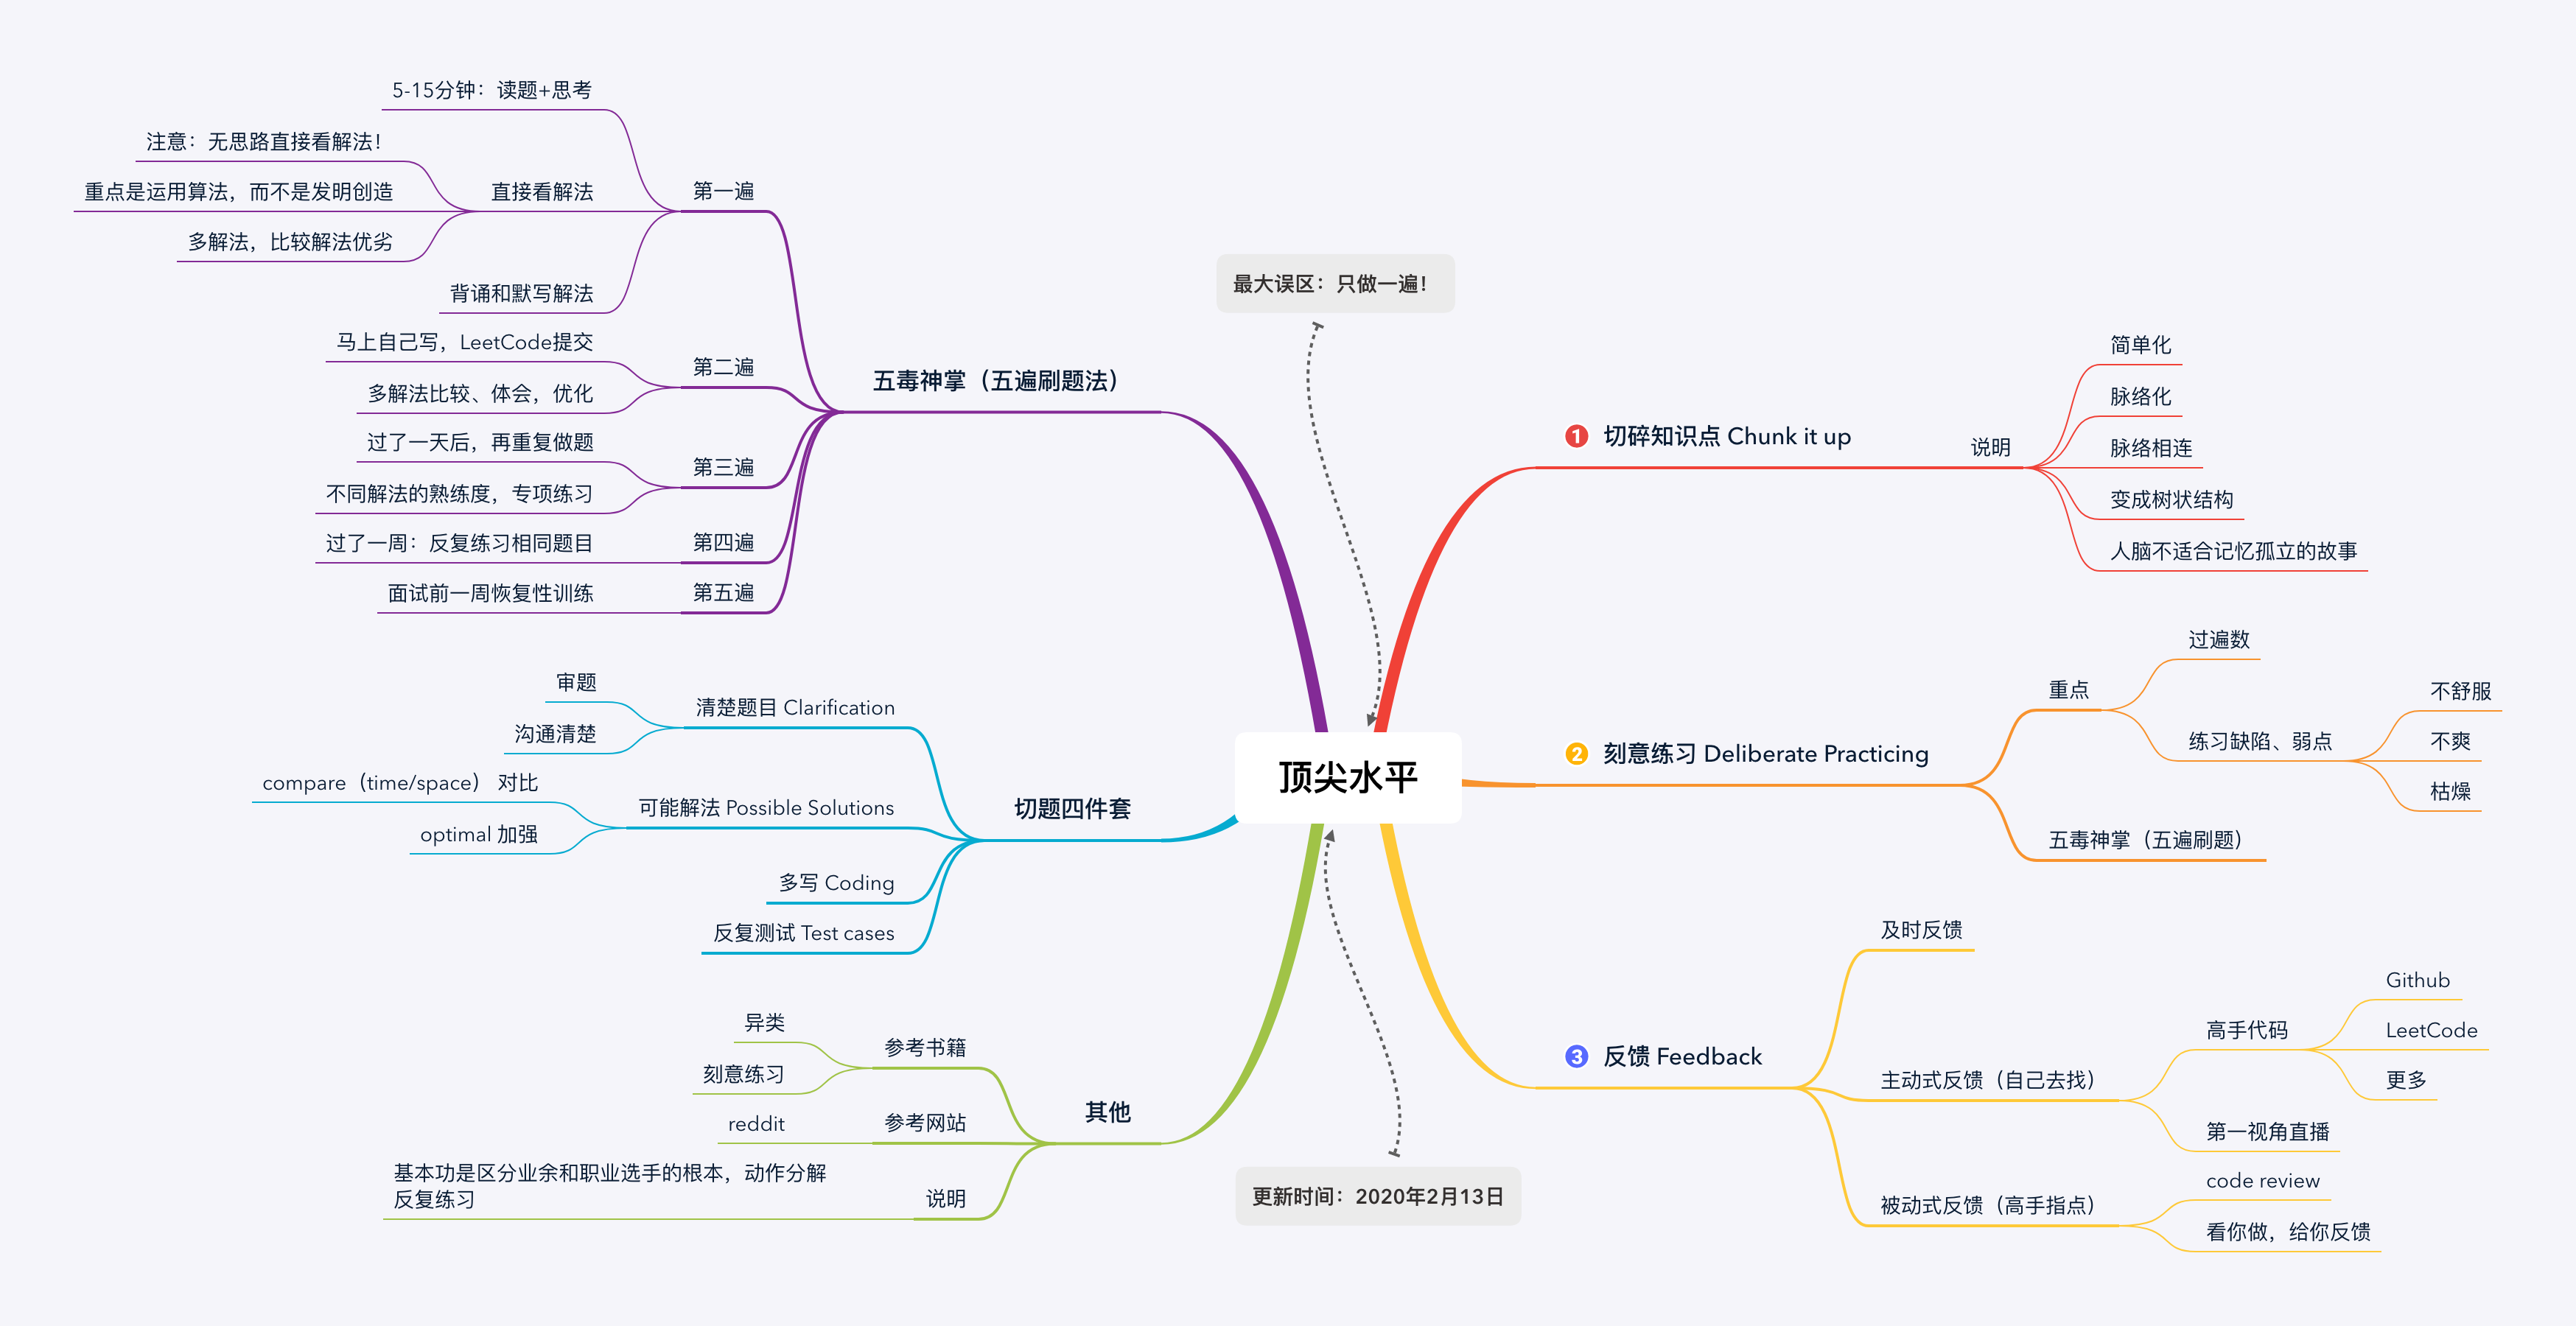 顶尖水平
最大误区：只做一遍！
更新时间：2020年2月13日
1 切碎知识点 Chunk it up
说明
简单化
脉络化
脉络相连
变成树状结构
人脑不适合记忆孤立的故事
2 刻意练习 Deliberate Practicing
重点
过遍数
练习缺陷、弱点
不舒服
不爽
枯燥
五毒神掌（五遍刷题）
3 反馈 Feedback
及时反馈
主动式反馈（自己去找）
高手代码
Github
LeetCode
更多
第一视角直播
被动式反馈（高手指点）
code review
看你做，给你反馈
五毒神掌（五遍刷题法）
第一遍
5-15分钟：读题+思考
直接看解法
注意：无思路直接看解法！
重点是运用算法，而不是发明创造
多解法，比较解法优劣
背诵和默写解法
第二遍
马上自己写，LeetCode提交
多解法比较、体会，优化
第三遍
过了一天后，再重复做题
不同解法的熟练度，专项练习
第四遍
过了一周：反复练习相同题目
第五遍
面试前一周恢复性训练
切题四件套
清楚题目 Clarification
审题
沟通清楚
可能解法 Possible Solutions
compare（time/space） 对比
optimal 加强
多写 Coding
反复测试 Test cases
其他
参考书籍
异类
刻意练习
参考网站
reddit
说明
基本功是区分业余和职业选手的根本，动作分解
反复练习